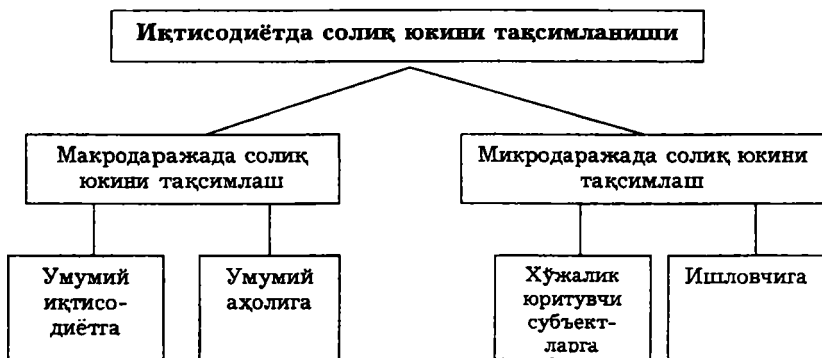 Иқтисодиётда солиқ юкини тақсимланиши
Макродаражада солиқ
юкини тақсимлаш
Микродаражада солиқ юкини
тақсимлаш
Умумий
иқтисо-
диётга
Умумий
аҳолига
Хўжалик
юритувчи
субъект-
ларга
Ишловчига